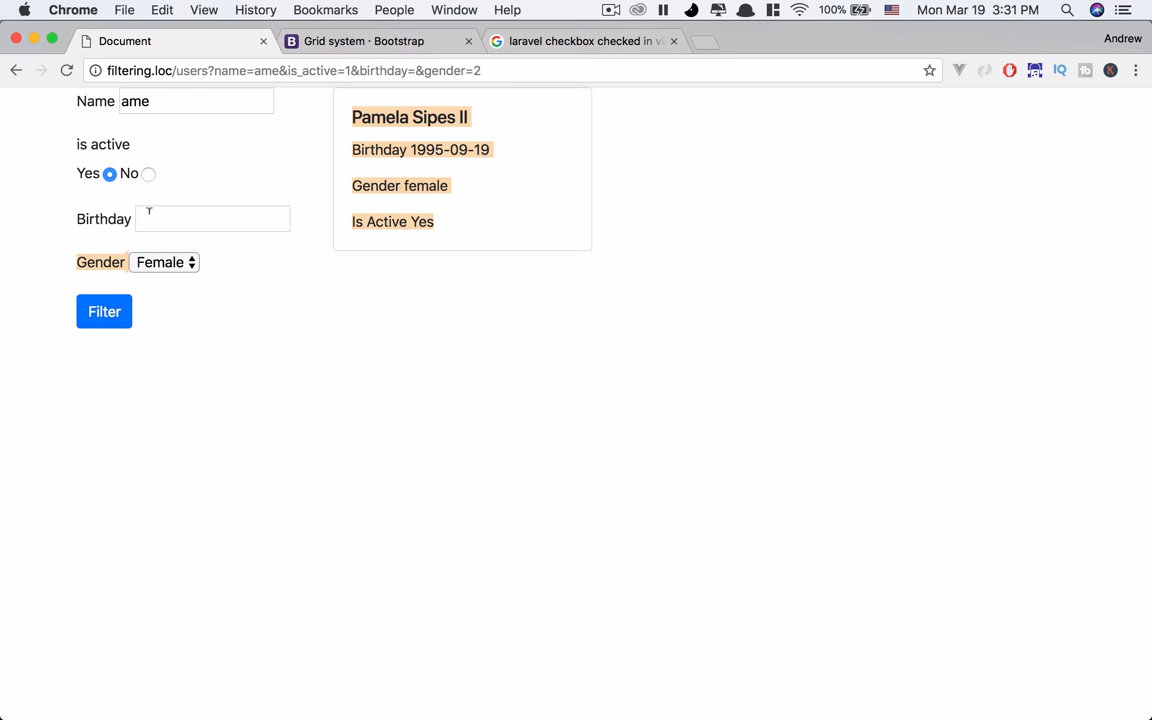 Chrome File Edit View History Bookmarks People Window Help 100% Mon Mar 19 3:31 PM
Document Grid system · Bootstrap laravel checkbox checked in Andrew
filtering.loc/users?name=ame&is_active=1&birthday=&gender=2
Name ame
is active
Yes No
Birthday
Gender Female
Filter
Pamela Sipes II
Birthday 1995-09-19
Gender female
Is Active Yes